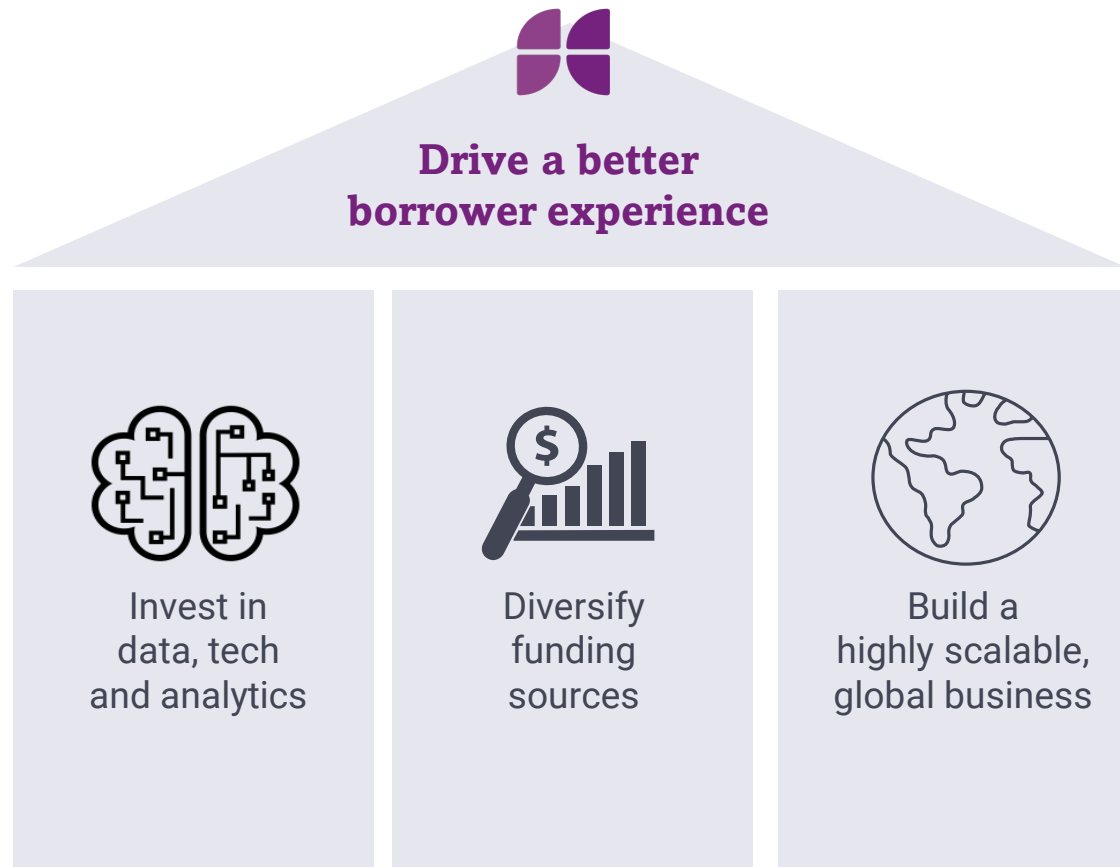 Drive a better
borrower experience
$
Invest in
data, tech
and analytics
Diversify
funding
sources
Build a
highly scalable,
global business